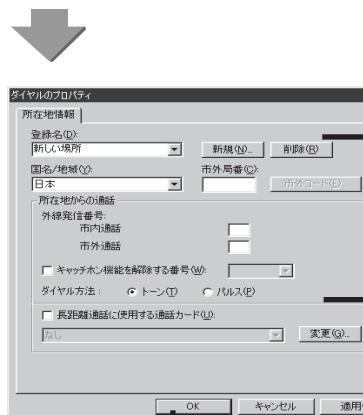 ダイヤルのプロパティ
所在地情報
登録名(D):
新しい場所
新規(N)...
削除(R)
国名/地域(Y):
市外局番(C):
日本
市外コード(E)...
所在地からの通話
外線発信番号:
市内通話
市外通話
キャッチホン機能を解除する番号(W):
ダイヤル方法:
トーン(T)
パルス(P)
長距離通話に使用する通話カード(U):
なし
変更(G)...
OK
キャンセル
適用